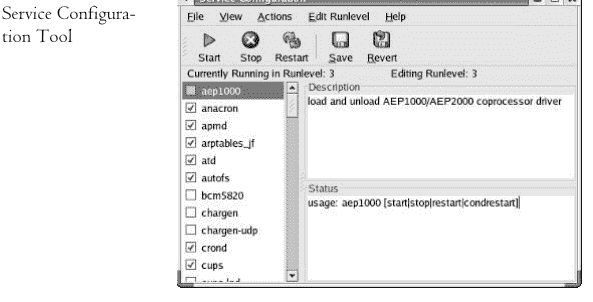 Service Configura-
tion Tool
Service Configuration
File View Actions Edit Runlevel Help
Start Stop Restart Save Revert
Currently Running in Runlevel: 3 Editing Runlevel: 3
aep1000
anacron
apmd
arptables_jf
atd
autofs
bcm5820
chargen
chargen-udp
crond
cups
Description
load and unload AEP1000/AEP2000 coprocessor driver
Status
usage: aep1000 [start|stop|restart|condrestart]